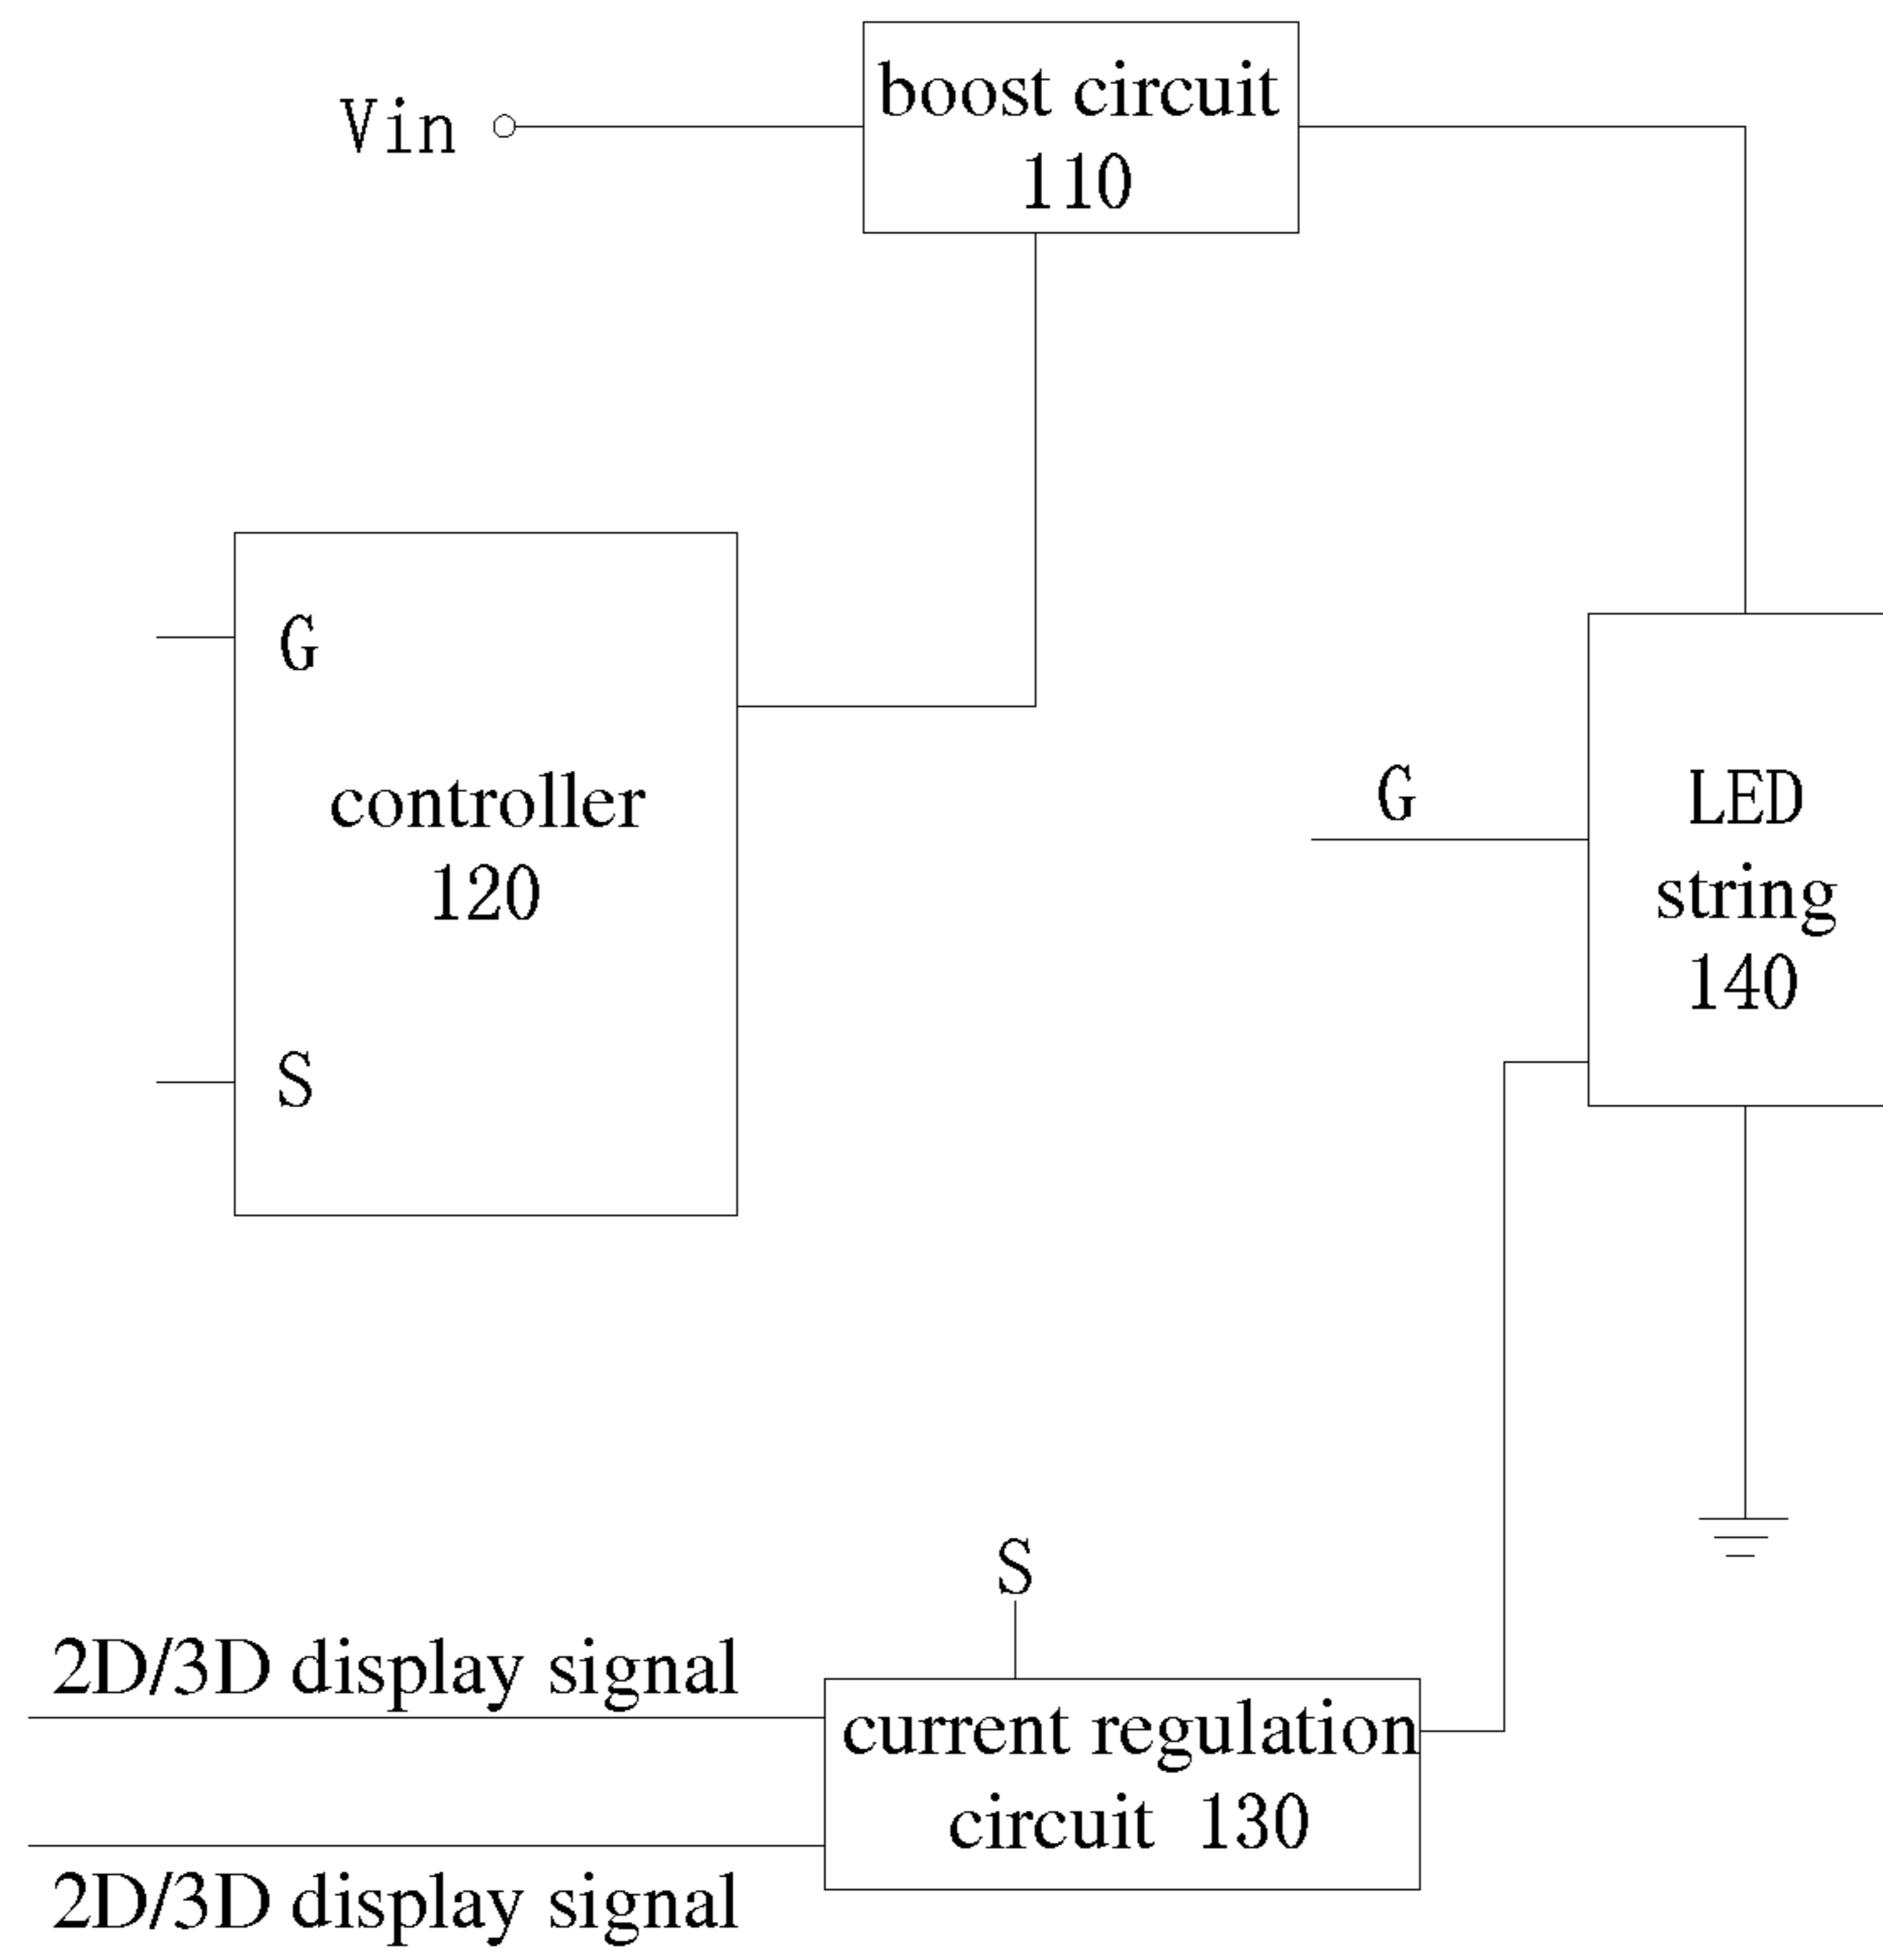 Vin
boost circuit
110
G
controller
120
S
G
LED
string
140
S
2D/3D display signal
current regulation
circuit 130
2D/3D display signal